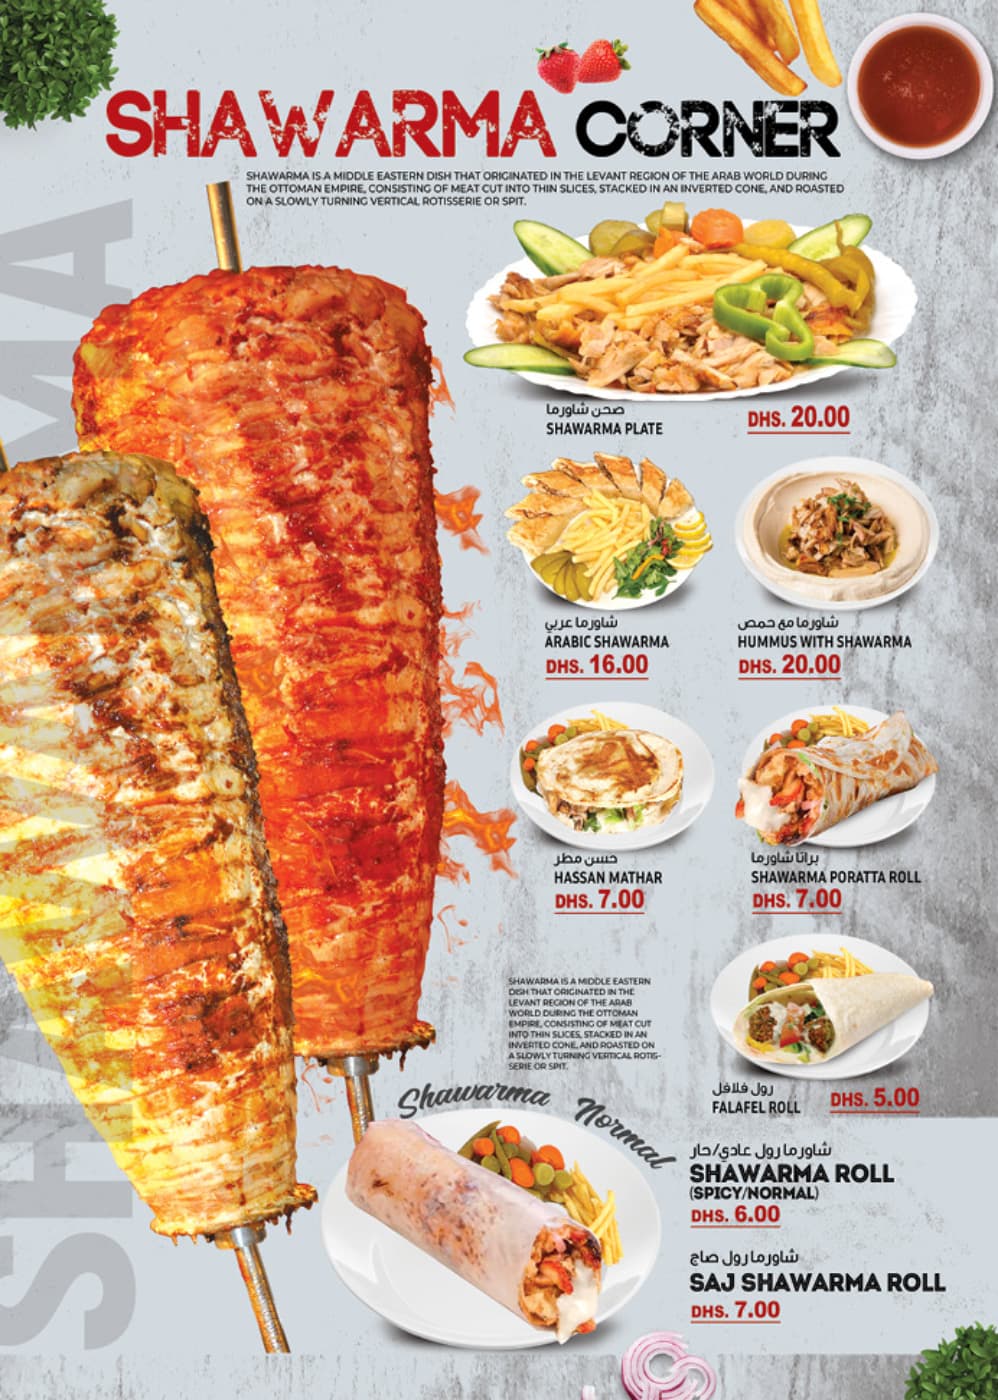 SHAWARMA CORNER
SHAWARMA IS A MIDDLE EASTERN DISH THAT ORIGINATED IN THE LEVANT REGION OF THE ARAB WORLD DURING
THE OTTOMAN EMPIRE, CONSISTING OF MEAT CUT INTO THIN SLICES, STACKED IN AN INVERTED CONE, AND ROASTED
ON A SLOWLY TURNING VERTICAL ROTISSERIE OR SPIT.
SHAWARMA
صحن شاورما
SHAWARMA PLATE
DHS. 20.00
شاورما عربي
ARABIC SHAWARMA
DHS. 16.00
شاورما مع حمص
HUMMUS WITH SHAWARMA
DHS. 20.00
حسن مطر
HASSAN MATHAR
DHS. 7.00
براتا شاورما
SHAWARMA PORATTA ROLL
DHS. 7.00
SHAWARMA IS A MIDDLE EASTERN
DISH THAT ORIGINATED IN THE
LEVANT REGION OF THE ARAB
WORLD DURING THE OTTOMAN
EMPIRE, CONSISTING OF MEAT CUT
INTO THIN SLICES, STACKED IN AN
INVERTED CONE, AND ROASTED ON
A SLOWLY TURNING VERTICAL ROTIS-
SERIE OR SPIT.
رول فلافل
FALAFEL ROLL
DHS. 5.00
Shawarma Normal
شاورما رول عادي/حار
SHAWARMA ROLL
(SPICY/NORMAL)
DHS. 6.00
شاورما رول صاج
SAJ SHAWARMA ROLL
DHS. 7.00